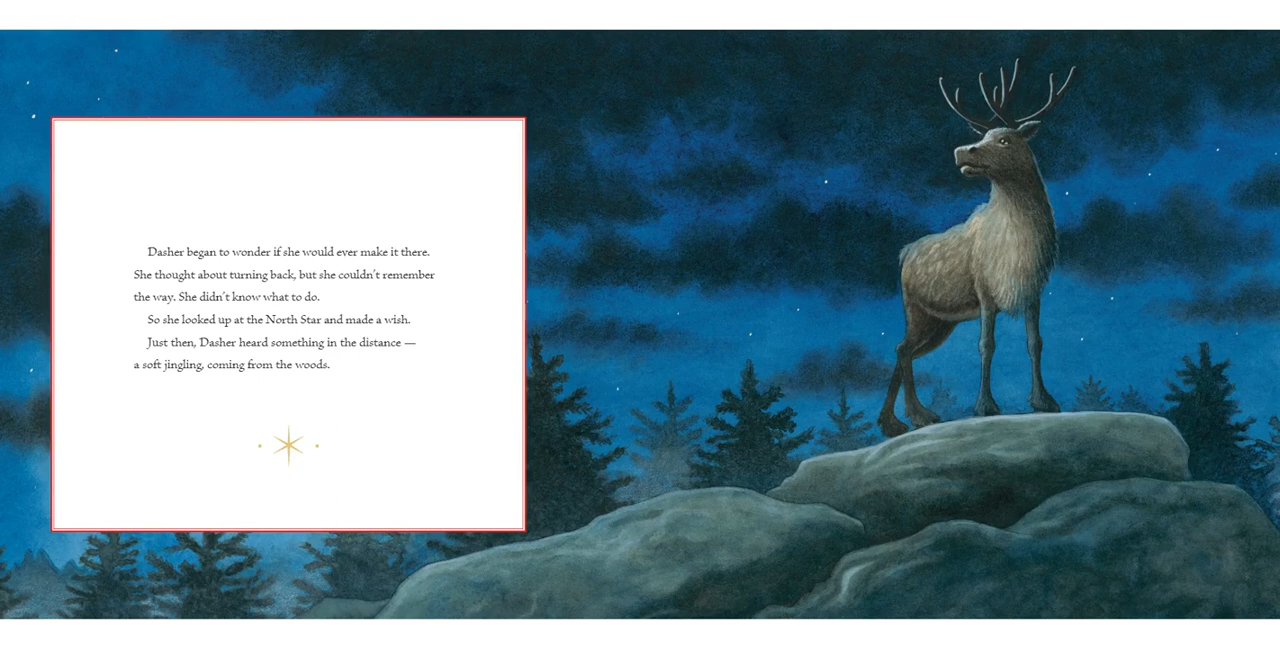 Dasher began to wonder if she would ever make it there.
She thought about turning back, but she couldn't remember
the way. She didn't know what to do.
So she looked up at the North Star and made a wish.
Just then, Dasher heard something in the distance —
a soft jingling, coming from the woods.